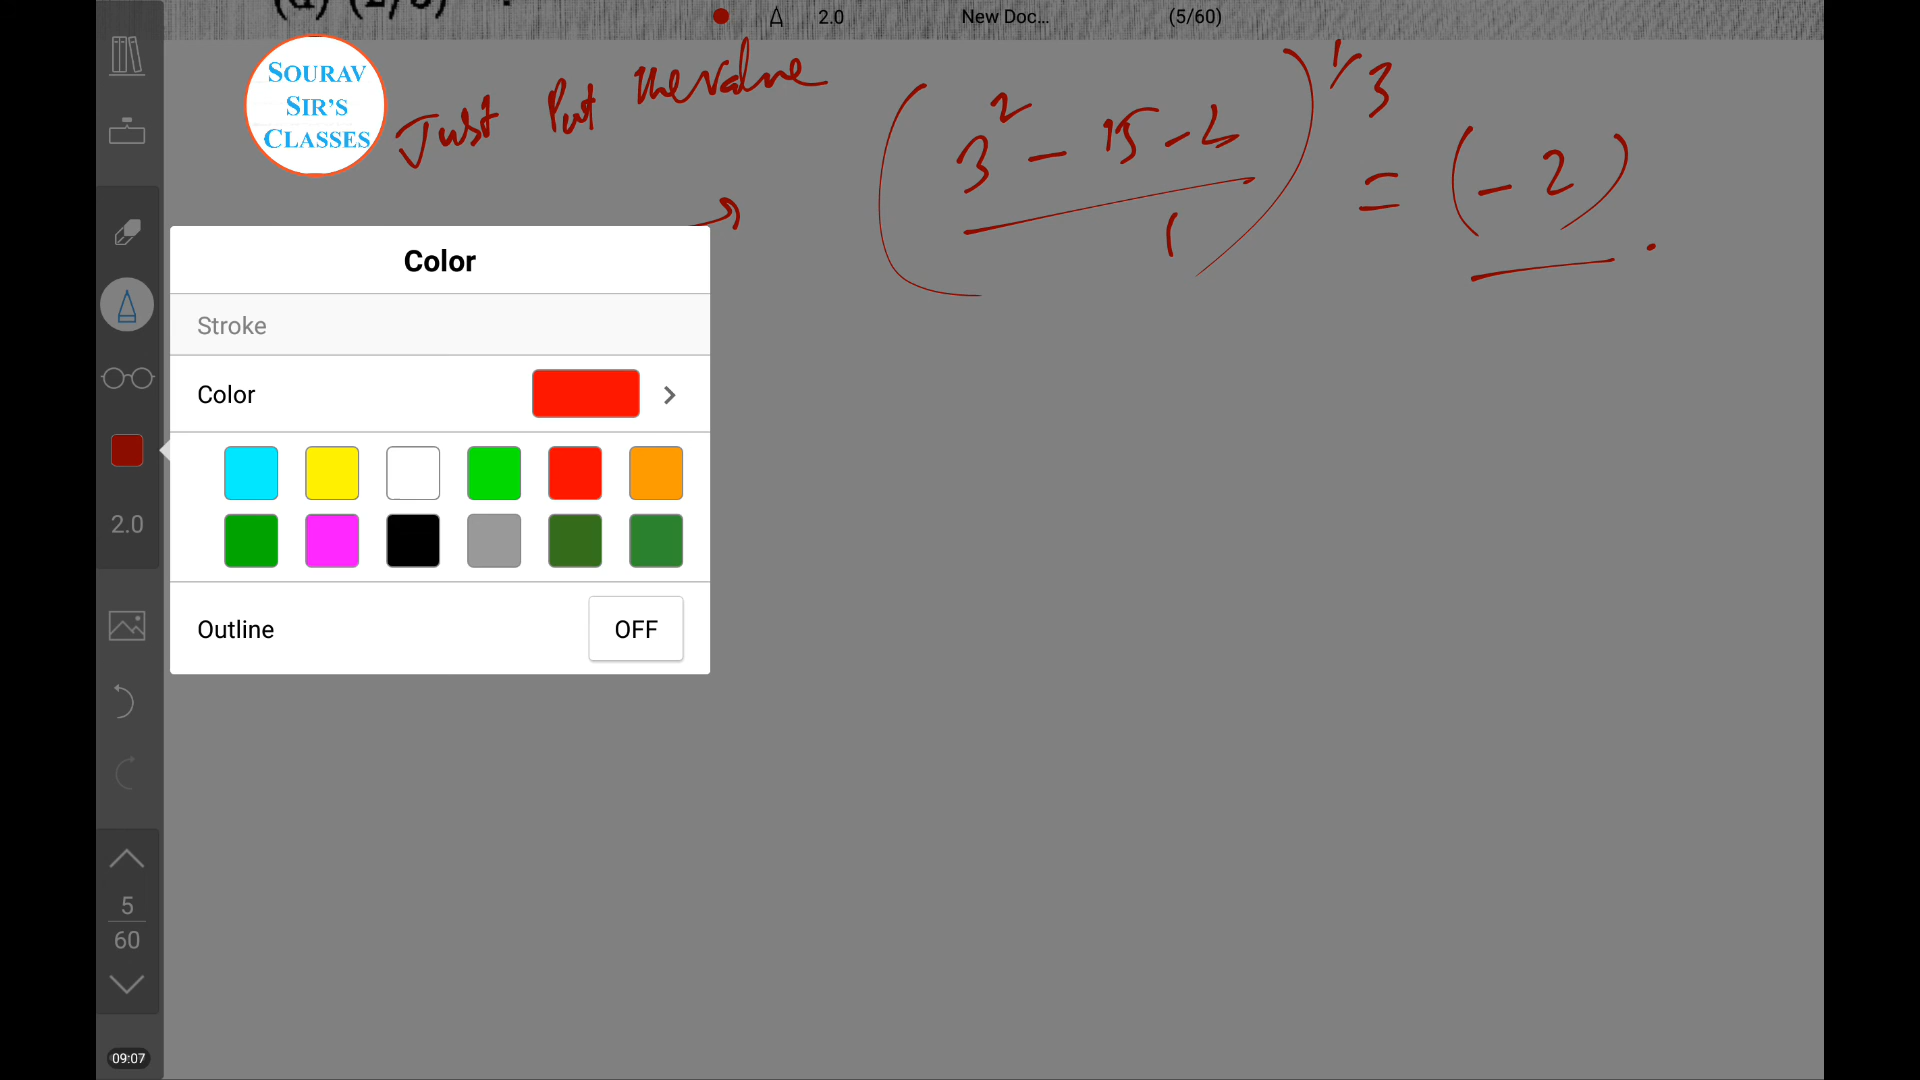 2.0 New Doc... (5/60)
SOURAV
SIR'S
CLASSES
Just Put the value
(3² - 15 - 2 / 1)^1/3 = (-2).
Color
Stroke
Color
2.0
Outline OFF
5
60
09:07